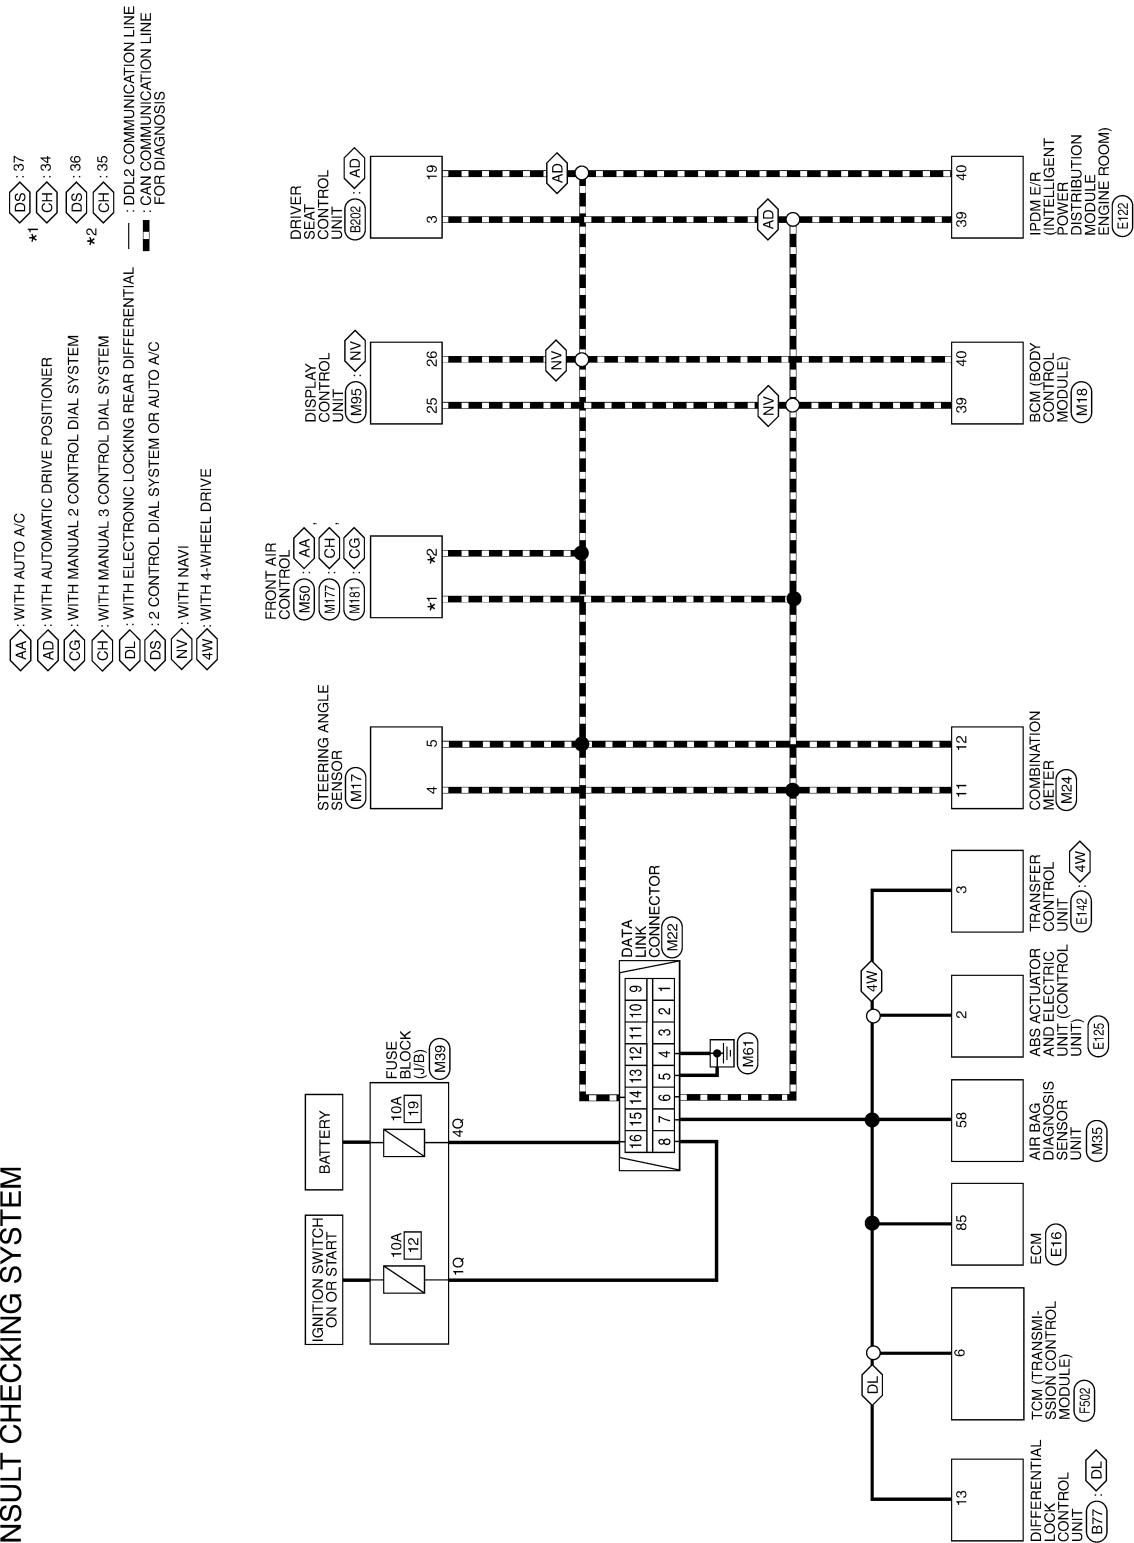 NSULT CHECKING SYSTEM
AA : WITH AUTO A/C
AD : WITH AUTOMATIC DRIVE POSITIONER
CG : WITH MANUAL 2 CONTROL DIAL SYSTEM
CH : WITH MANUAL 3 CONTROL DIAL SYSTEM
DL : WITH ELECTRONIC LOCKING REAR DIFFERENTIAL
DS : 2 CONTROL DIAL SYSTEM OR AUTO A/C
NV : WITH NAVI
4W : WITH 4-WHEEL DRIVE
*1
DS : 37
CH : 34
*2
DS : 36
CH : 35
: DDL2 COMMUNICATION LINE
: CAN COMMUNICATION LINE
FOR DIAGNOSIS
IGNITION SWITCH
ON OR START
BATTERY
FUSE
BLOCK
(J/B)
M39
10A
12
10A
19
1Q
4Q
STEERING ANGLE
SENSOR
M17
4
5
FRONT AIR
CONTROL
M50 : AA ,
M177 : CH ,
M181 : CG
*1
*2
DISPLAY
CONTROL
UNIT
M95 : NV
25
26
DRIVER
SEAT
CONTROL
UNIT
B202 : AD
3
19
NV
AD
NV
AD
DATA
LINK
CONNECTOR
M22
16 15 14 13 12 11 10 9
8 7 6 5 4 3 2 1
M61
DL
4W
13
6
85
58
2
3
11
12
39
40
39
40
DIFFERENTIAL
LOCK
CONTROL
UNIT
B77 : DL
TCM (TRANSMI-
SSION CONTROL
MODULE)
F502
ECM
E16
AIR BAG
DIAGNOSIS
SENSOR
UNIT
M35
ABS ACTUATOR
AND ELECTRIC
UNIT (CONTROL
UNIT)
E125
TRANSFER
CONTROL
UNIT
E142 : 4W
COMBINATION
METER
M24
BCM (BODY
CONTROL
MODULE)
M18
IPDM E/R
(INTELLIGENT
POWER
DISTRIBUTION
MODULE
ENGINE ROOM)
E122